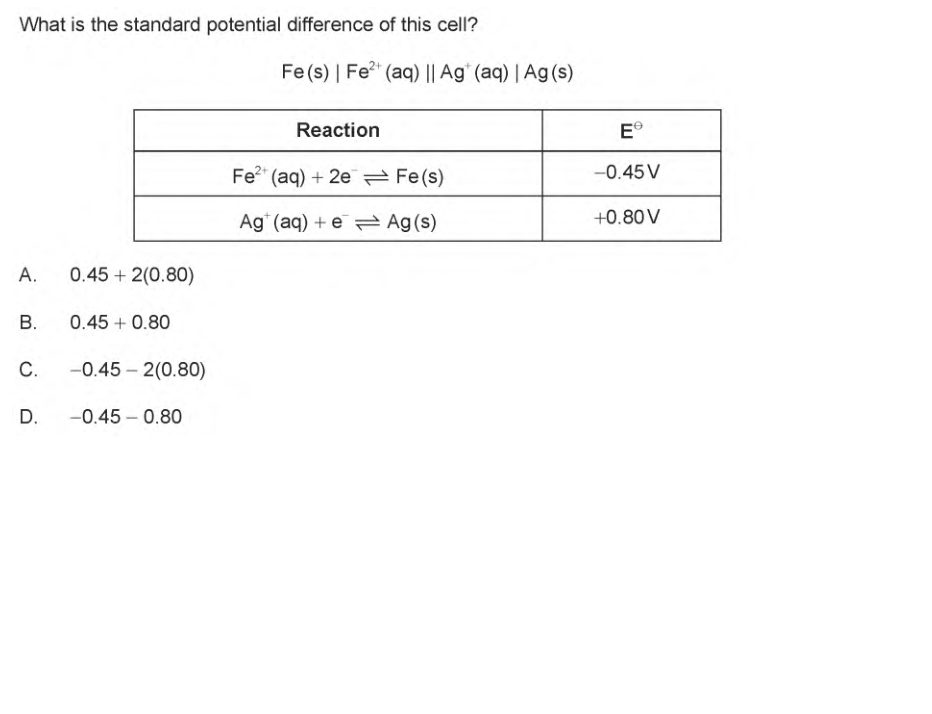 What is the standard potential difference of this cell?
Fe(s) | Fe²⁺(aq) || Ag⁺(aq) | Ag(s)
Reaction E⊖
Fe²⁺(aq) + 2e⁻ ⇌ Fe(s) −0.45V
Ag⁺(aq) + e⁻ ⇌ Ag(s) +0.80V
A. 0.45 + 2(0.80)
B. 0.45 + 0.80
C. −0.45 − 2(0.80)
D. −0.45 − 0.80